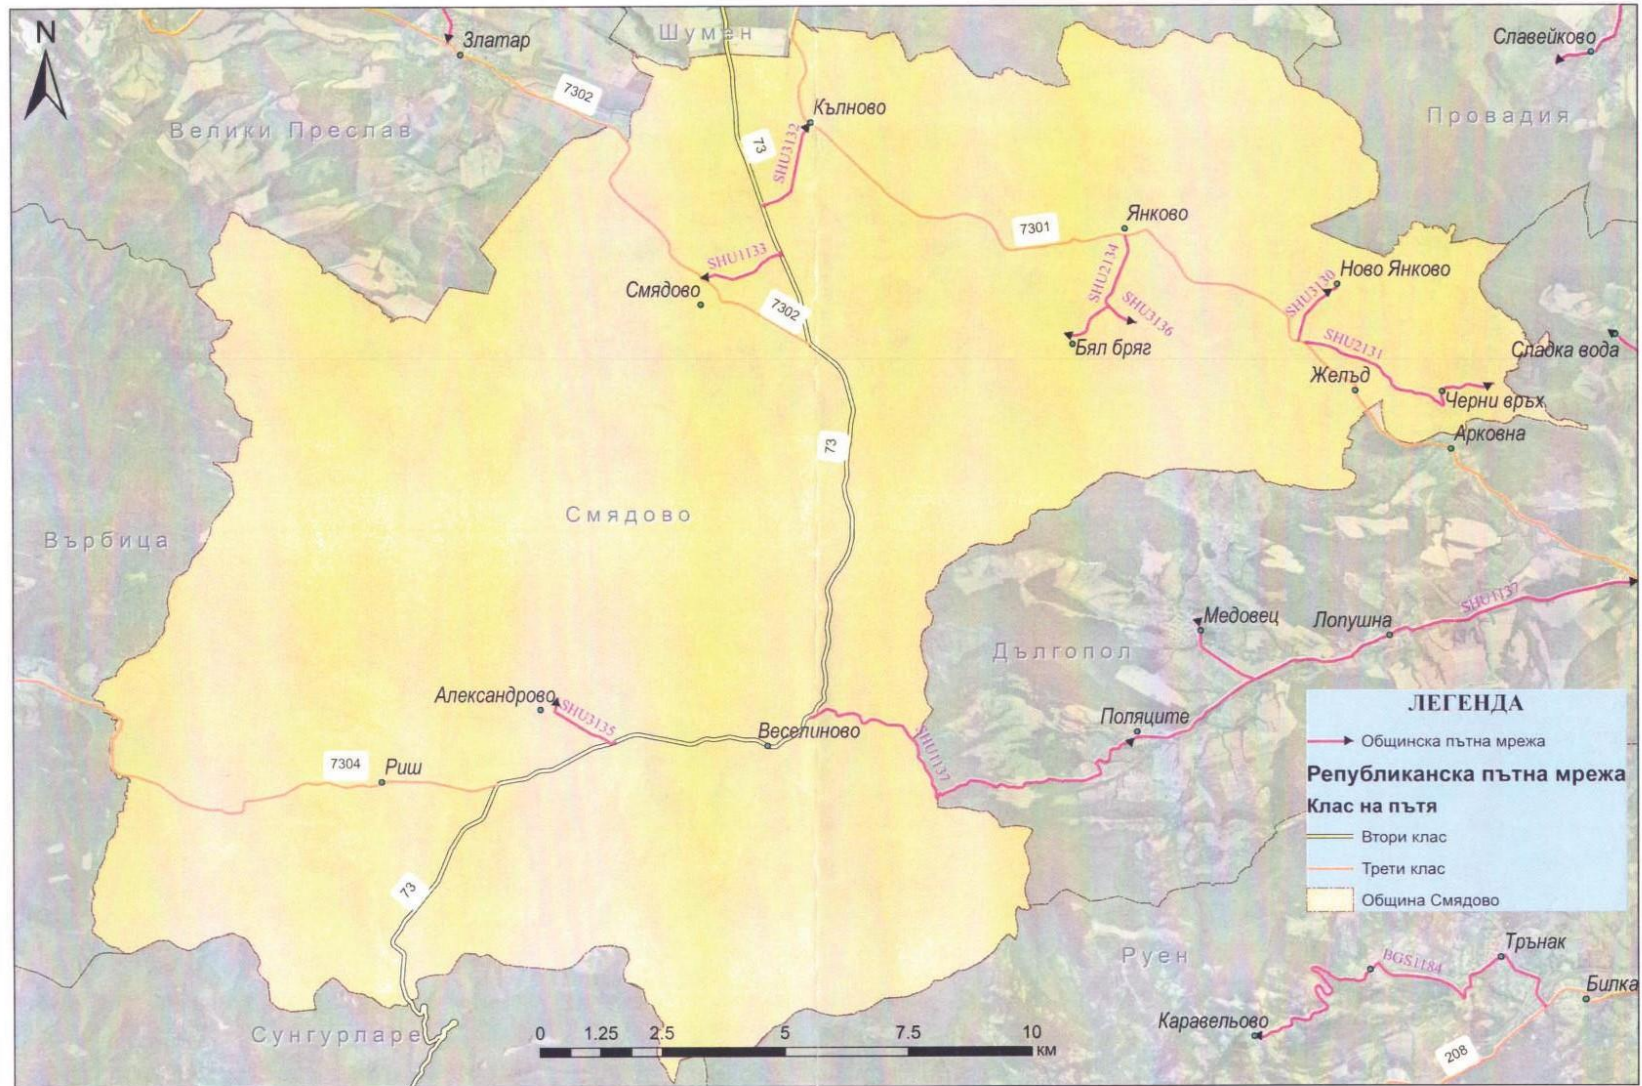 N
Златар
Шумен
Славейково
7302
Велики Преслав
Кълново
Провадия
73
SHU3132
7301
Янково
SHU1133
SHU2134
Ново Янково
SHU3130
Смядово
7302
SHU3136
Бял бряг
SHU2131
Сладка вода
Желъд
Черни връх
73
Арковна
Смядово
Върбица
SHU1137
Медовец
Лопушна
Дългопол
Александрово
SHU3135
Веселиново
Поляците
SHU1137
7304
Риш
73
ЛЕГЕНДА
Общинска пътна мрежа
Републиканска пътна мрежа
Клас на пътя
Втори клас
Трети клас
Община Смядово
Руен
BGS1184
Трънак
Билка
Каравельово
208
Сунгурларе
0 1.25 2.5 5 7.5 10
км